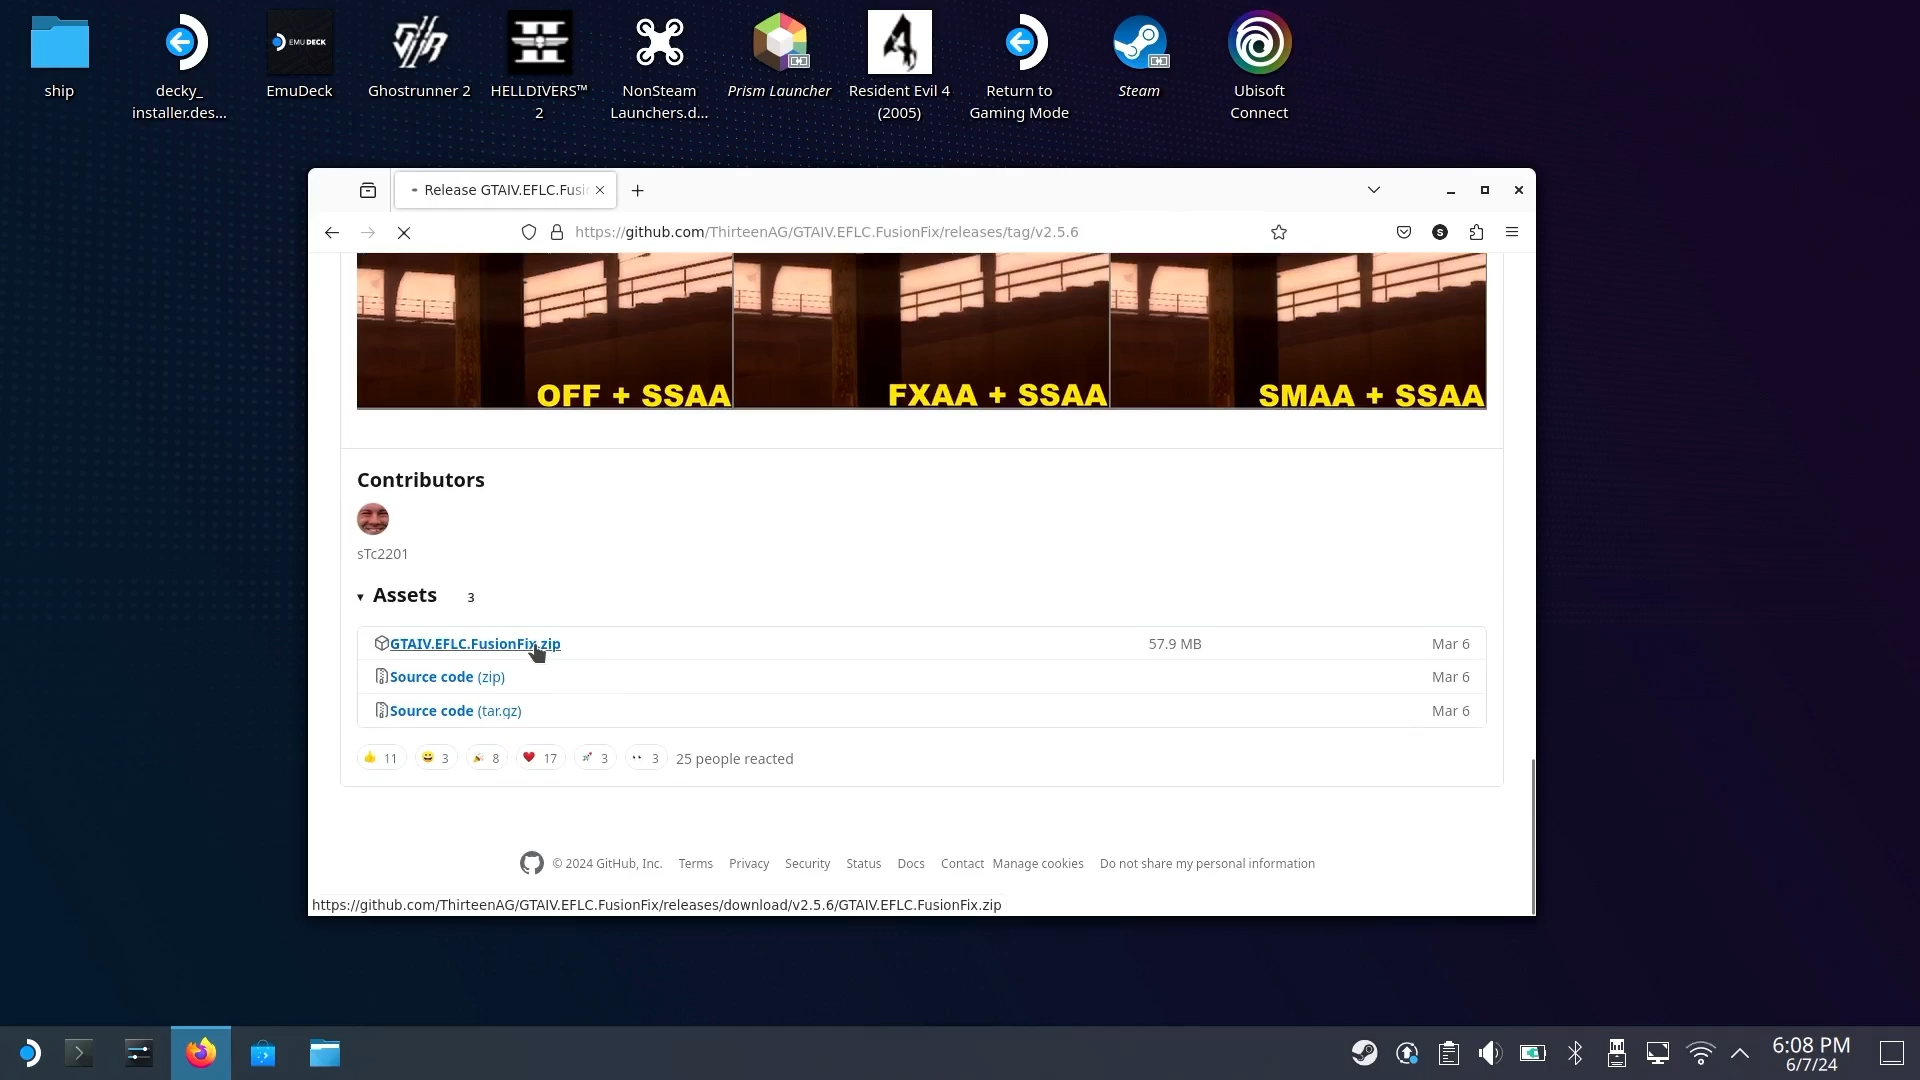 ship
decky_
installer.des...
EMUDECK
EmuDeck
Ghostrunner 2
HELLDIVERS™
2
NonSteam
Launchers.d...
Prism Launcher
Resident Evil 4
(2005)
Return to
Gaming Mode
Steam
Ubisoft
Connect
Release GTAIV.EFLC.Fusi
https://github.com/ThirteenAG/GTAIV.EFLC.FusionFix/releases/tag/v2.5.6
S
OFF + SSAA
FXAA + SSAA
SMAA + SSAA
Contributors
sTc2201
Assets 3
GTAIV.EFLC.FusionFix.zip 57.9 MB Mar 6
Source code (zip) Mar 6
Source code (tar.gz) Mar 6
11 3 8 17 3 3 25 people reacted
© 2024 GitHub, Inc. Terms Privacy Security Status Docs Contact Manage cookies Do not share my personal information
https://github.com/ThirteenAG/GTAIV.EFLC.FusionFix/releases/download/v2.5.6/GTAIV.EFLC.FusionFix.zip
6:08 PM
6/7/24